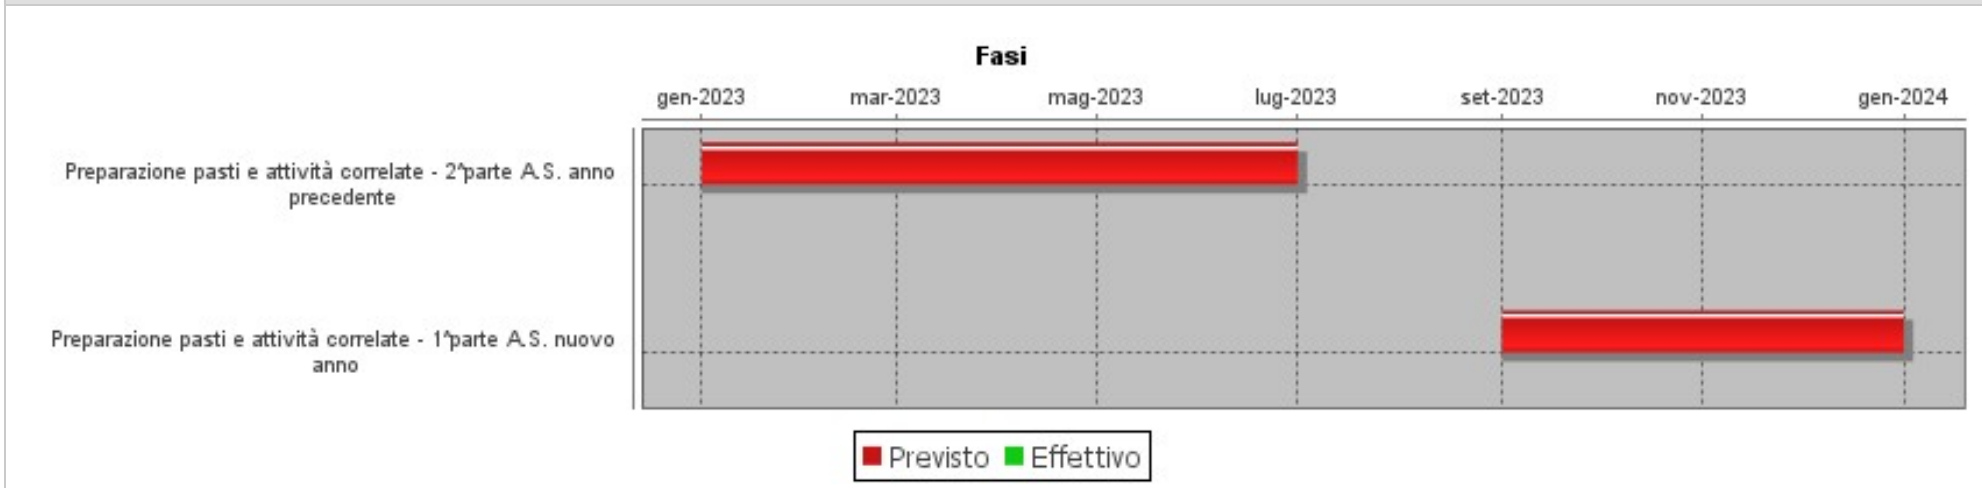 Fasi
gen-2023 mar-2023 mag-2023 lug-2023 set-2023 nov-2023 gen-2024
Preparazione pasti e attività correlate - 2^parte A.S. anno
precedente
Preparazione pasti e attività correlate - 1^parte A.S. nuovo
anno
Previsto Effettivo